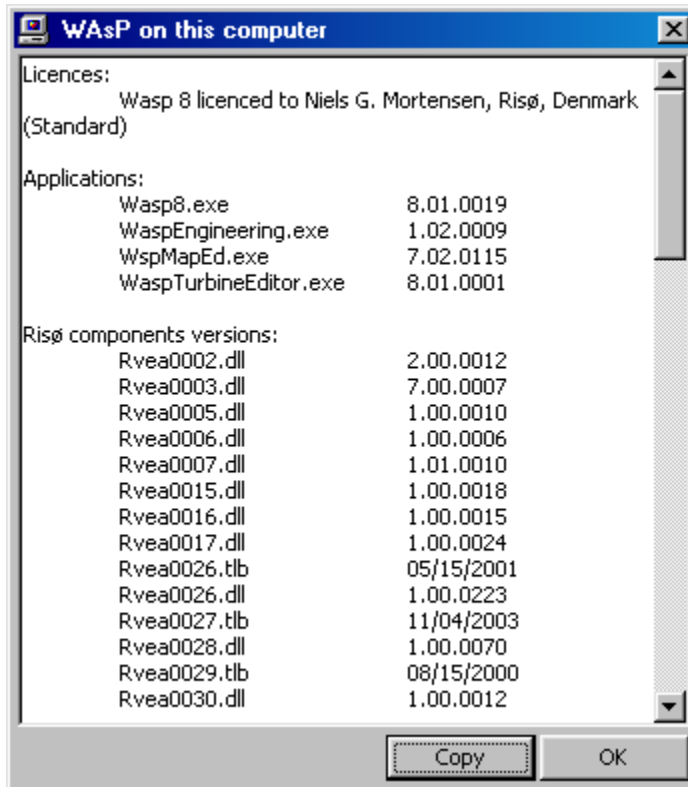 WAsP on this computer
Licences:
Wasp 8 licenced to Niels G. Mortensen, Risø, Denmark
(Standard)
Applications:
Wasp8.exe 8.01.0019
WaspEngineering.exe 1.02.0009
WspMapEd.exe 7.02.0115
WaspTurbineEditor.exe 8.01.0001
Risø components versions:
Rvea0002.dll 2.00.0012
Rvea0003.dll 7.00.0007
Rvea0005.dll 1.00.0010
Rvea0006.dll 1.00.0006
Rvea0007.dll 1.01.0010
Rvea0015.dll 1.00.0018
Rvea0016.dll 1.00.0015
Rvea0017.dll 1.00.0024
Rvea0026.tlb 05/15/2001
Rvea0026.dll 1.00.0223
Rvea0027.tlb 11/04/2003
Rvea0028.dll 1.00.0070
Rvea0029.tlb 08/15/2000
Rvea0030.dll 1.00.0012
Copy OK